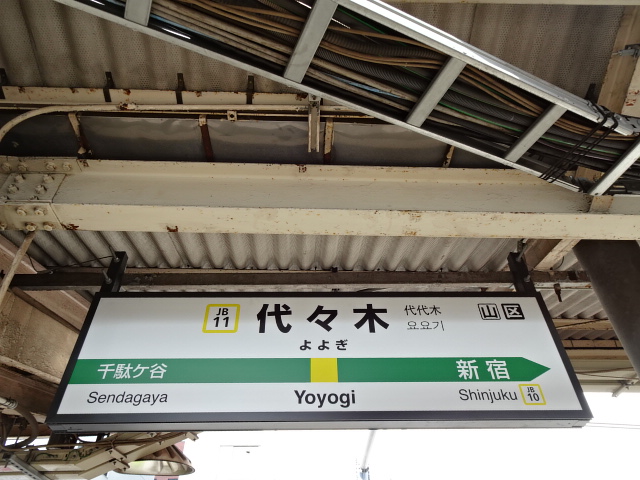 JB
11
代々木
代代木
요요기
山 区
よよぎ
千駄ケ谷
新宿
Sendagaya
Yoyogi
Shinjuku
JB
10